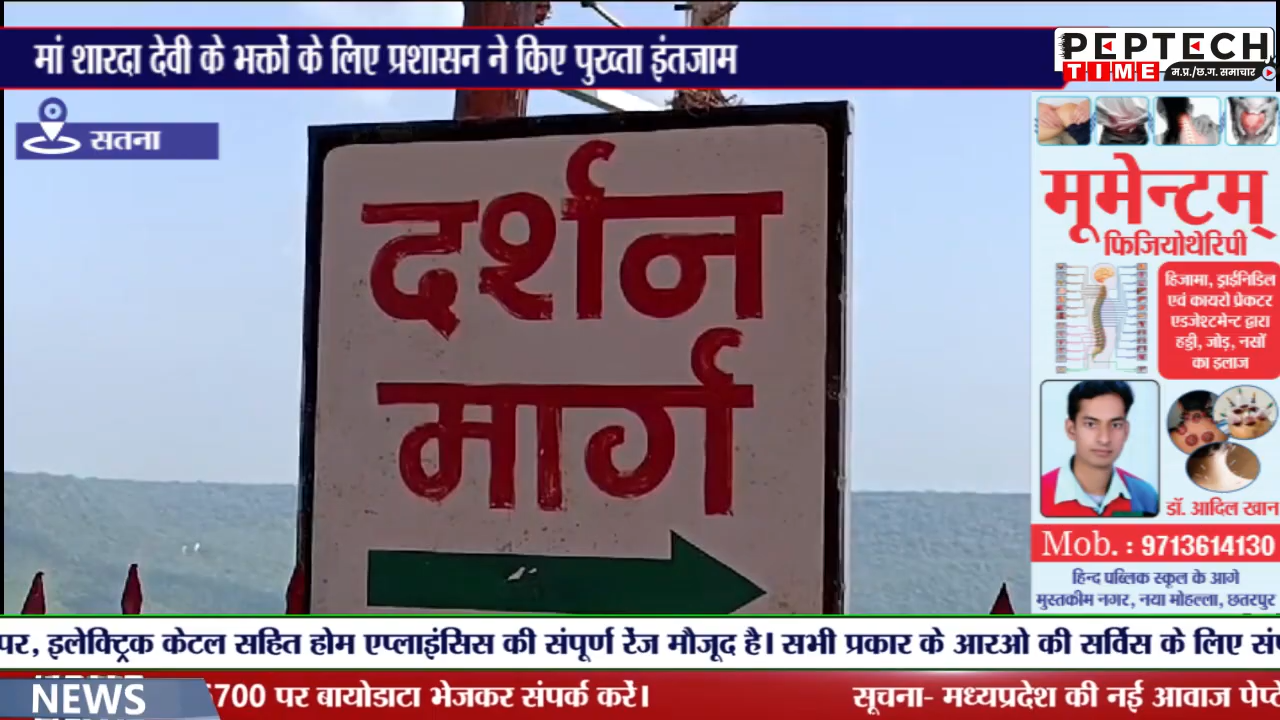 मां शारदा देवी के भक्तों के लिए प्रशासन ने किए पुख्ता इंतजाम
PEPTECH
TIME म.प्र./छ.ग. समाचार
सतना
दर्शन
मार्ग
मूमेन्टम्
फिजियोथेरिपी
हिजामा, ड्राईनिडिल
एवं कायरो प्रेकटर
एडजेश्टमेन्ट द्वारा
हड्डी, जोड़, नसों
का इलाज
डॉ. आदिल खान
Mob. : 9713614130
हिन्द पब्लिक स्कूल के आगे
मुस्तकीम नगर, नया मोहल्ला, छतरपुर
पर, इलेक्ट्रिक केटल सहित होम एप्लाइंसिस की संपूर्ण रेंज मौजूद है। सभी प्रकार के आरओ की सर्विस के लिए
NEWS 700 पर बायोडाटा भेजकर संपर्क करें। सूचना- मध्यप्रदेश की नई आवाज